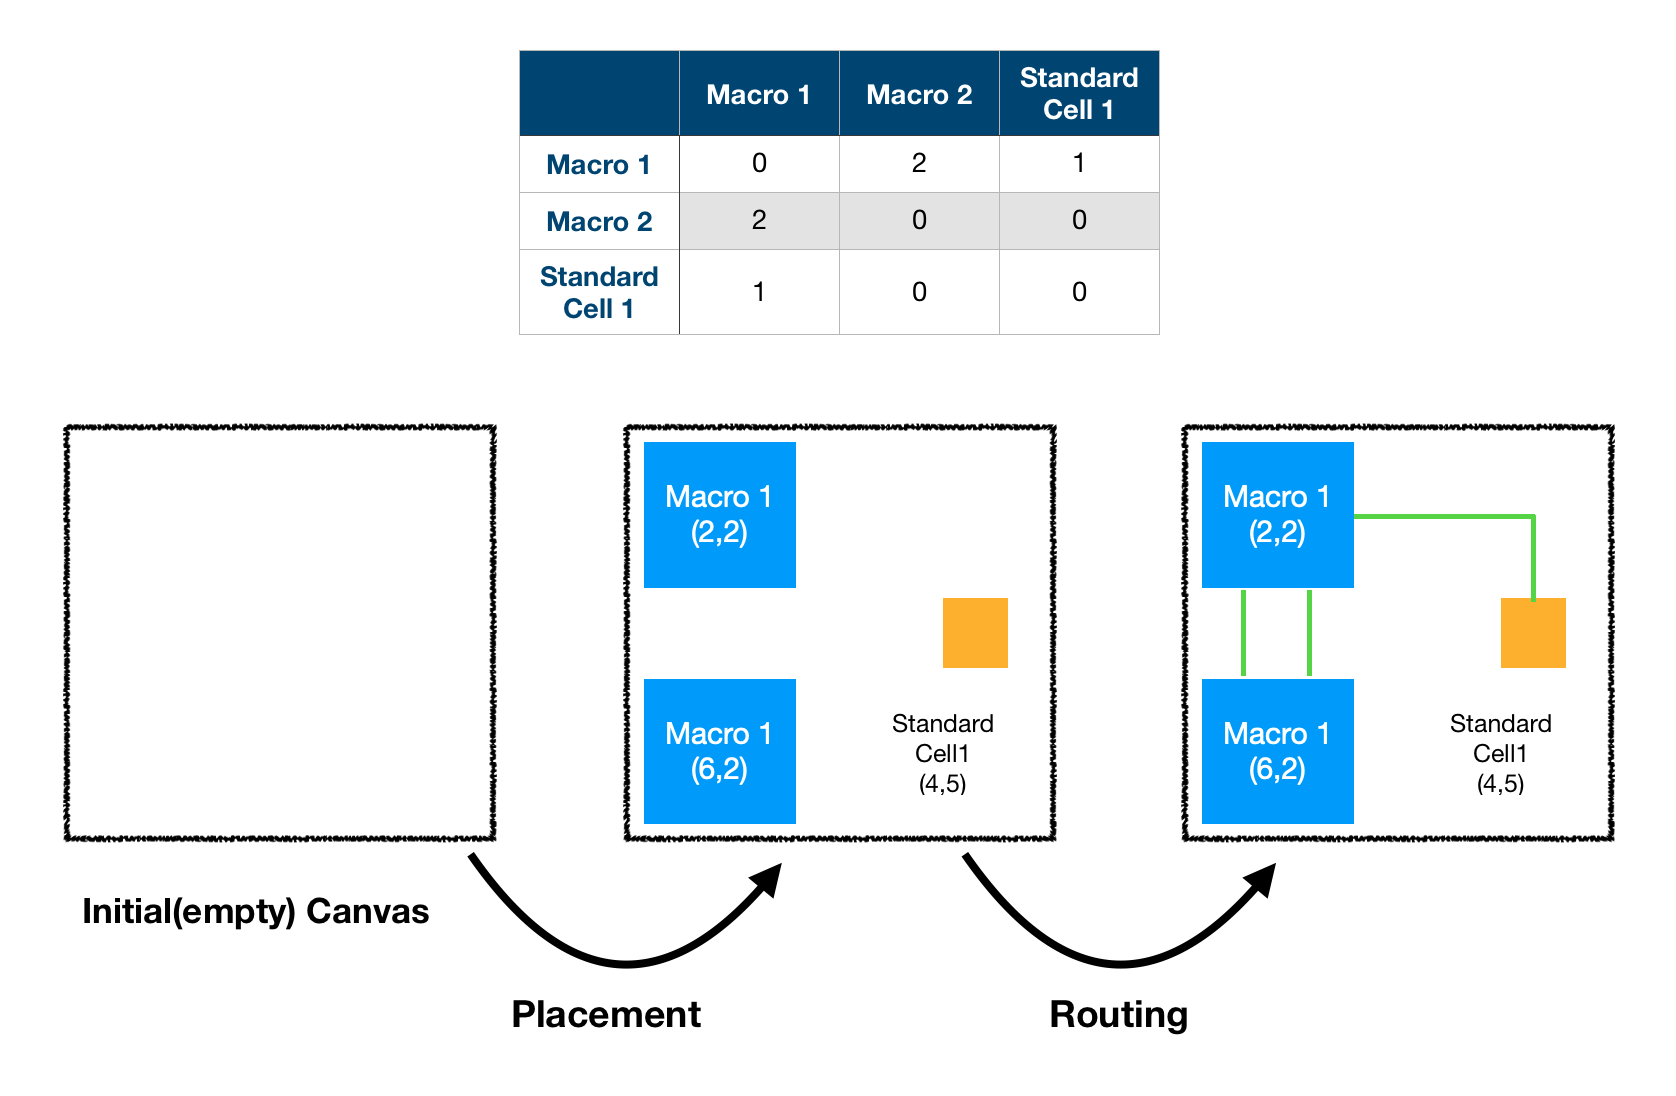 Macro 1
Macro 2
Standard
Cell 1
Macro 1
0
2
1
Macro 2
2
0
0
Standard
Cell 1
1
0
0
Macro 1
(2,2)
Macro 1
(6,2)
Standard
Cell1
(4,5)
Macro 1
(2,2)
Macro 1
(6,2)
Standard
Cell1
(4,5)
Initial(empty) Canvas
Placement
Routing